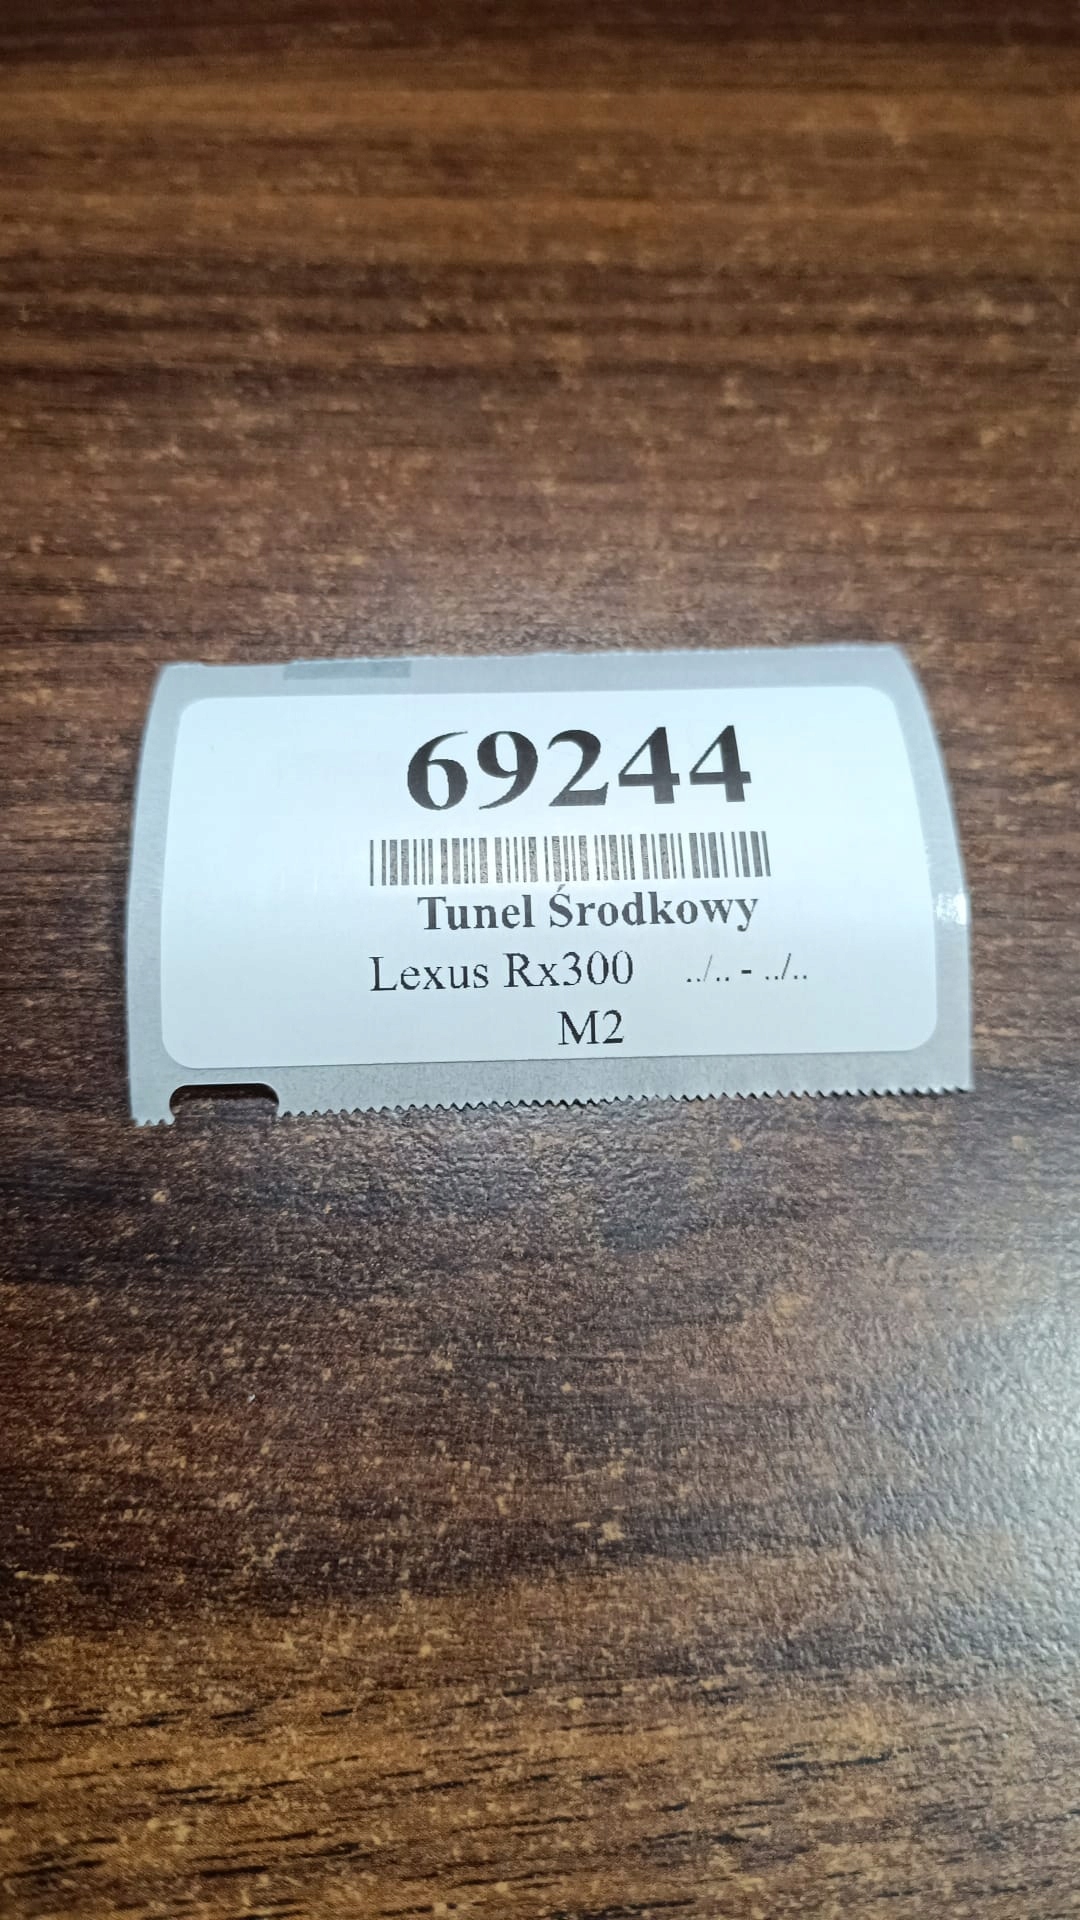 69244
Tunel Środkowy
Lexus Rx300 ../.. - ../..
M2